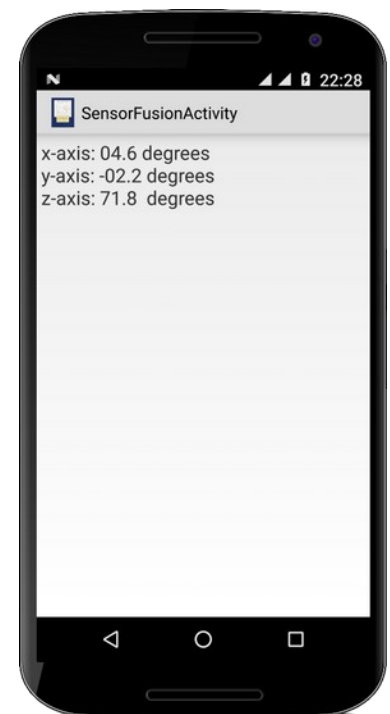 22:28
SensorFusionActivity
x-axis: 04.6 degrees
y-axis: -02.2 degrees
z-axis: 71.8  degrees